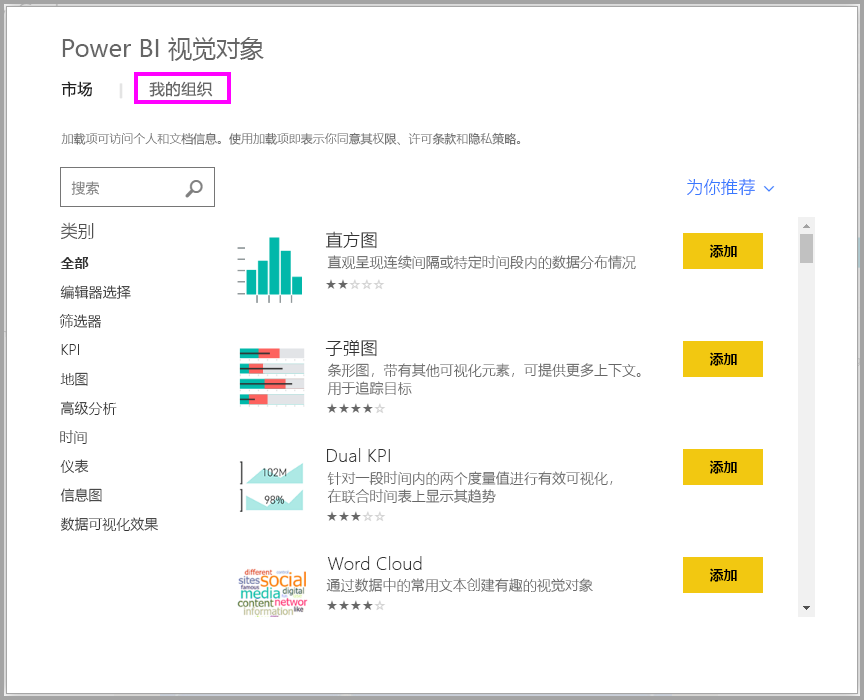 Power BI 视觉对象
市场 | 我的组织
加载项可访问个人和文档信息。使用加载项即表示你同意其权限、许可条款和隐私策略。
搜索
为你推荐
类别
全部
编辑器选择
筛选器
KPI
地图
高级分析
时间
仪表
信息图
数据可视化效果
直方图
直观呈现连续间隔或特定时间段内的数据分布情况
★★☆☆☆
添加
子弹图
条形图，带有其他可视化元素，可提供更多上下文。
用于追踪目标
★★★★☆
添加
102M
98%
Dual KPI
针对一段时间内的两个度量值进行有效可视化，
在联合时间表上显示其趋势
★★★☆☆
添加
different
sites social
famous
media digital
content networ
information like
Word Cloud
通过数据中的常用文本创建有趣的视觉对象
★★★★☆
添加